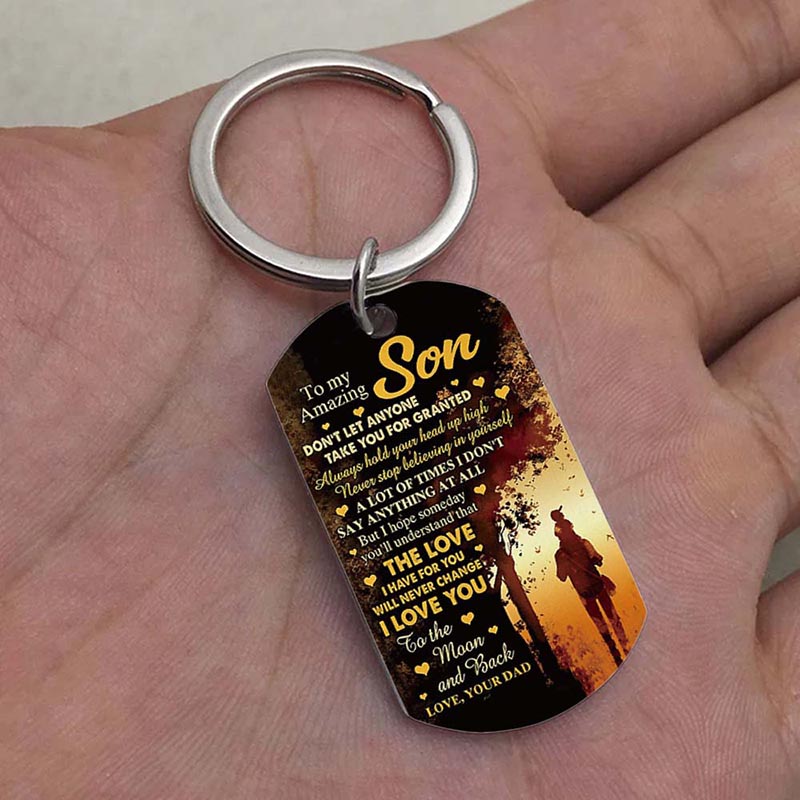 To my
Amazing
Son
DON'T LET ANYONE
TAKE YOU FOR GRANTED
Always hold your head up high
Never stop believing in yourself
A LOT OF TIMES I DON'T
SAY ANYTHING AT ALL
But I hope someday
you'll understand that
THE LOVE
I HAVE FOR YOU
WILL NEVER CHANGE
I LOVE YOU
To the
Moon
and Back
LOVE, YOUR DAD